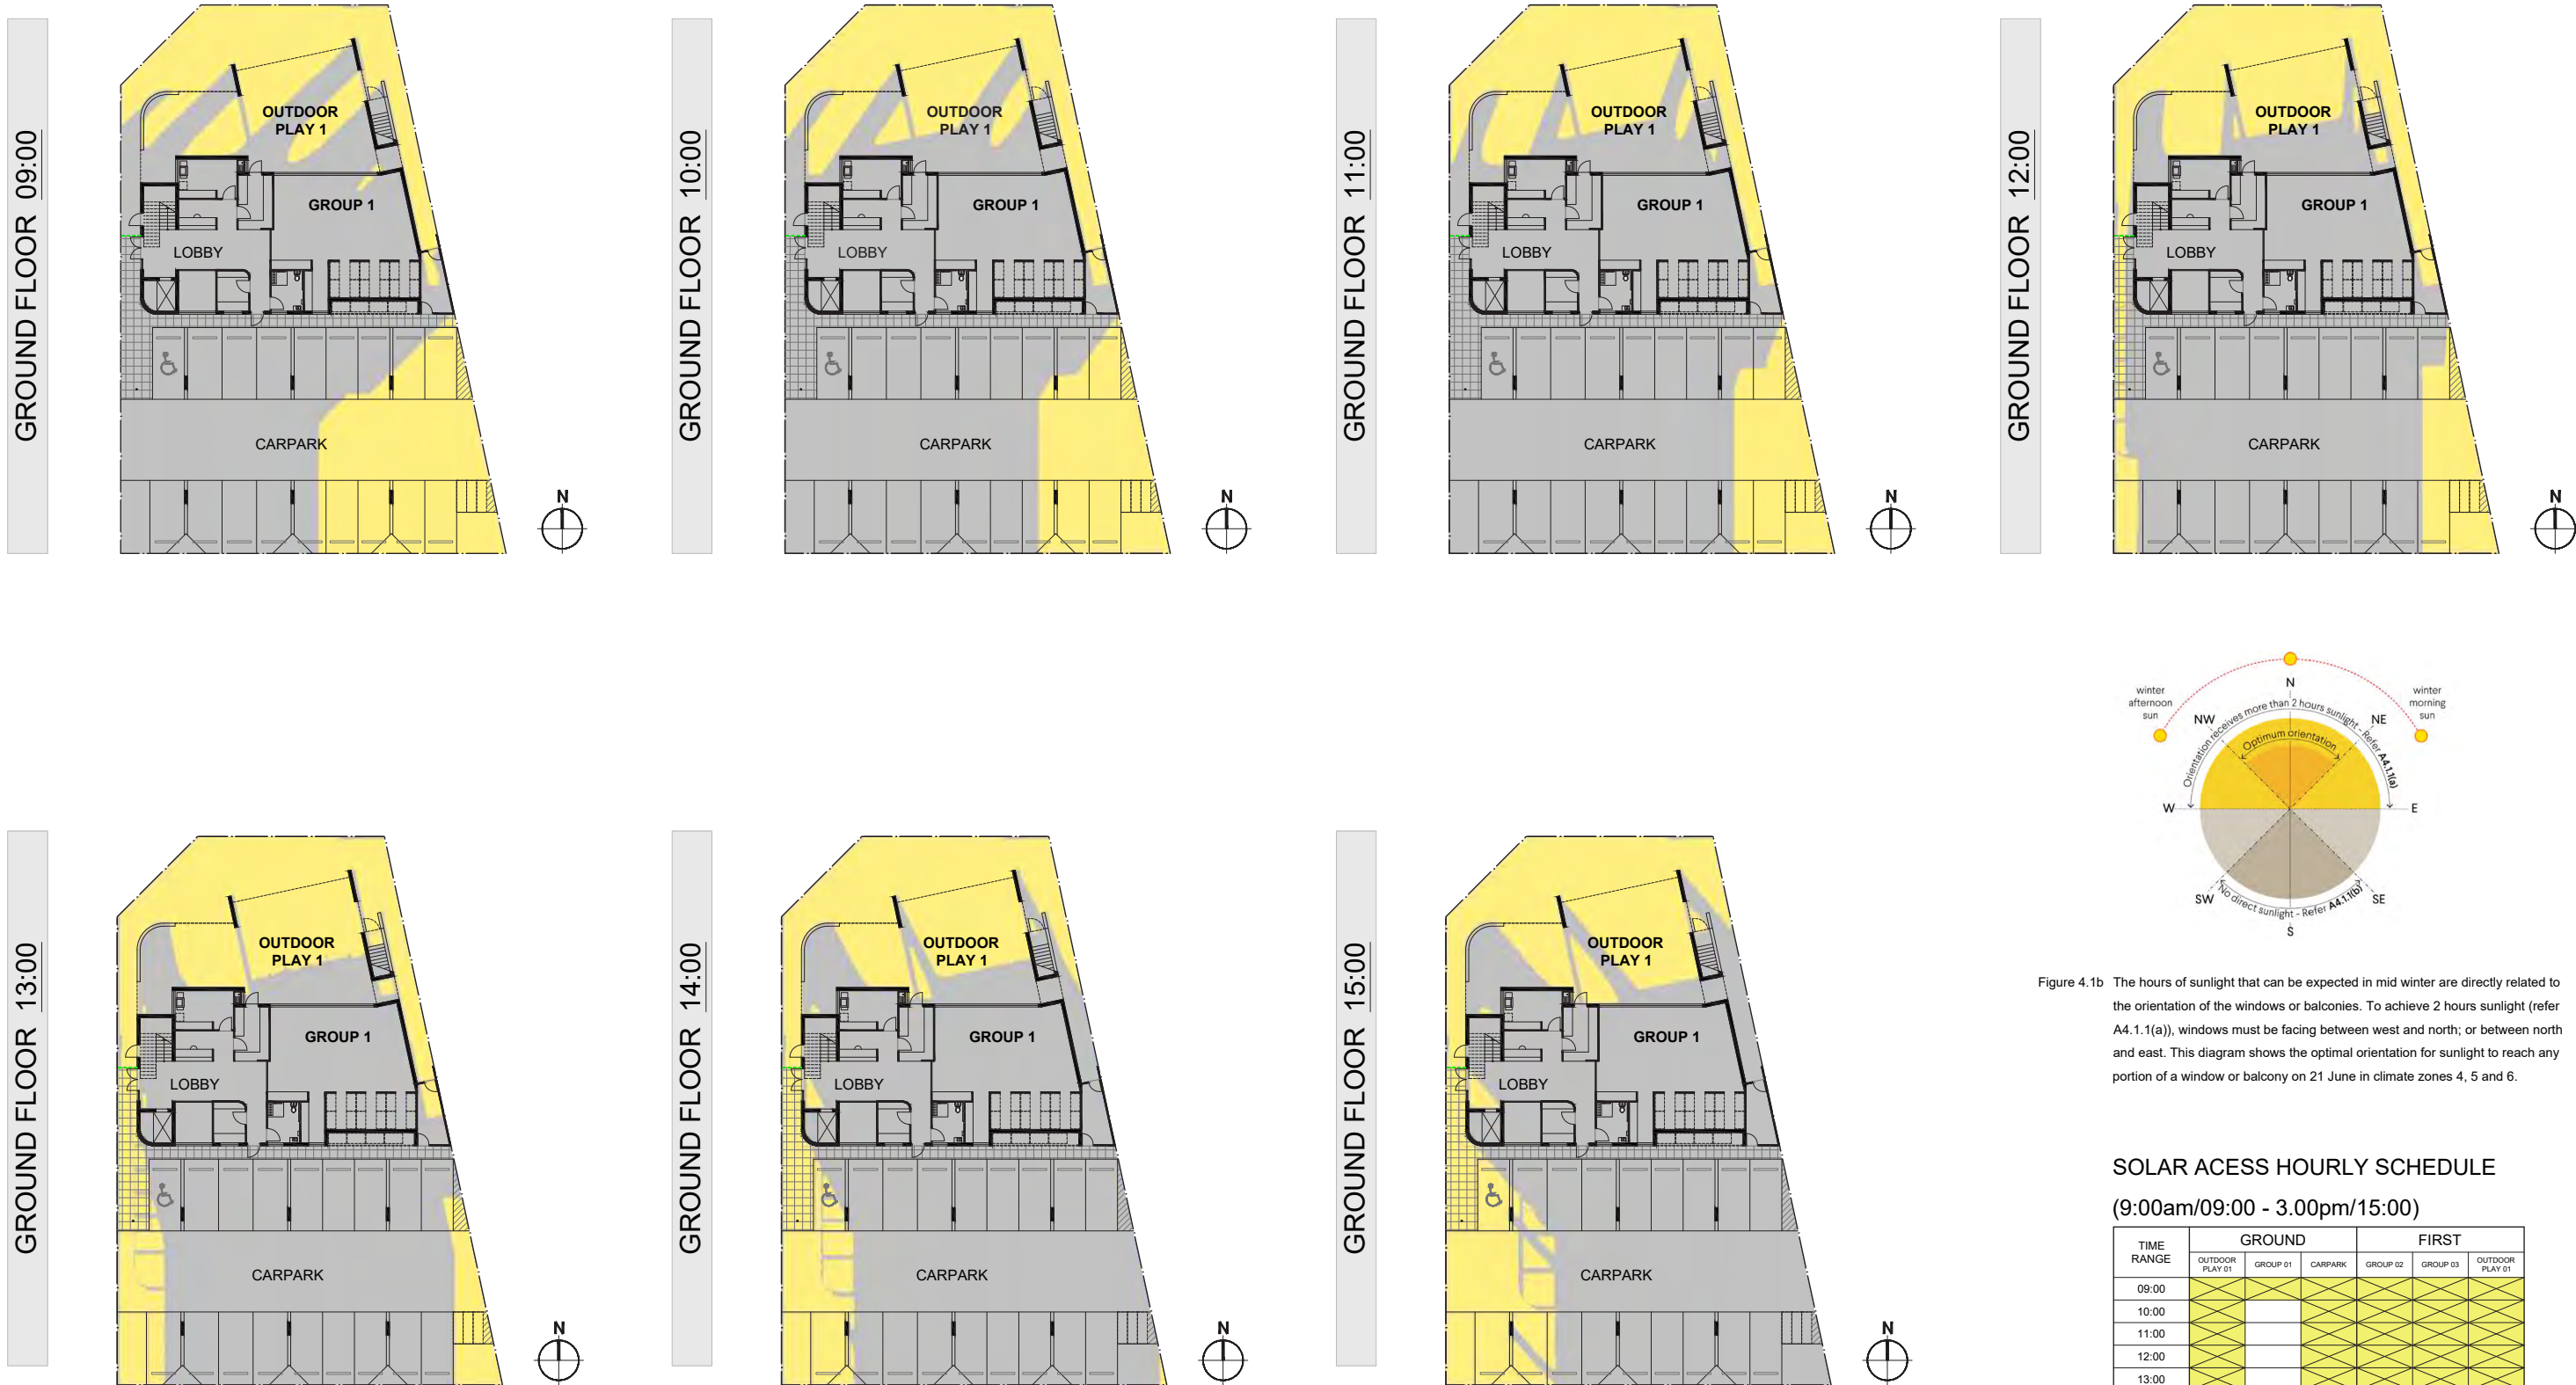 GROUND FLOOR 09:00
OUTDOOR
PLAY 1
GROUP 1
LOBBY
CARPARK
N
GROUND FLOOR 10:00
OUTDOOR
PLAY 1
GROUP 1
LOBBY
CARPARK
N
GROUND FLOOR 11:00
OUTDOOR
PLAY 1
GROUP 1
LOBBY
CARPARK
N
GROUND FLOOR 12:00
OUTDOOR
PLAY 1
GROUP 1
LOBBY
CARPARK
N
GROUND FLOOR 13:00
OUTDOOR
PLAY 1
GROUP 1
LOBBY
CARPARK
N
GROUND FLOOR 14:00
OUTDOOR
PLAY 1
GROUP 1
LOBBY
CARPARK
N
GROUND FLOOR 15:00
OUTDOOR
PLAY 1
GROUP 1
LOBBY
CARPARK
N
winter
afternoon
sun
winter
morning
sun
N
NW
NE
Orientation receives more than 2 hours sunlight - Refer A4.1.1(a)
Optimum orientation
W
E
SW
SE
No direct sunlight - Refer A4.1.1(b)
S
Figure 4.1b The hours of sunlight that can be expected in mid winter are directly related to
the orientation of the windows or balconies. To achieve 2 hours sunlight (refer
A4.1.1(a)), windows must be facing between west and north; or between north
and east. This diagram shows the optimal orientation for sunlight to reach any
portion of a window or balcony on 21 June in climate zones 4, 5 and 6.
SOLAR ACESS HOURLY SCHEDULE
(9:00am/09:00 - 3.00pm/15:00)
TIME
RANGE
GROUND
FIRST
OUTDOOR
PLAY 01
GROUP 01
CARPARK
GROUP 02
GROUP 03
OUTDOOR
PLAY 01
09:00
10:00
11:00
12:00
13:00